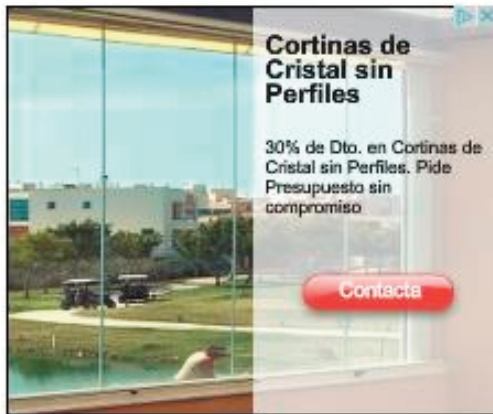 Cortinas de
Cristal sin
Perfiles
30% de Dto. en Cortinas de
Cristal sin Perfiles. Pide
Presupuesto sin
compromiso
Contacta